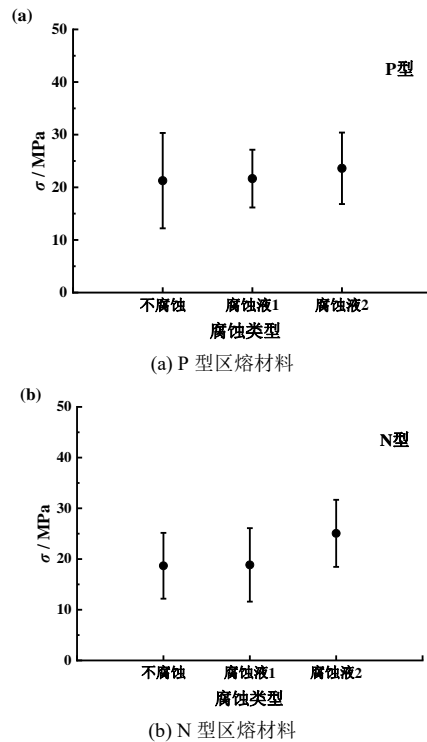 (a)
50
P型
40
30
20
10
0
σ / MPa
不腐蚀 腐蚀液1 腐蚀液2
腐蚀类型
(a) P 型区熔材料
(b)
50
N型
40
30
20
10
0
σ / MPa
不腐蚀 腐蚀液1 腐蚀液2
腐蚀类型
(b) N 型区熔材料